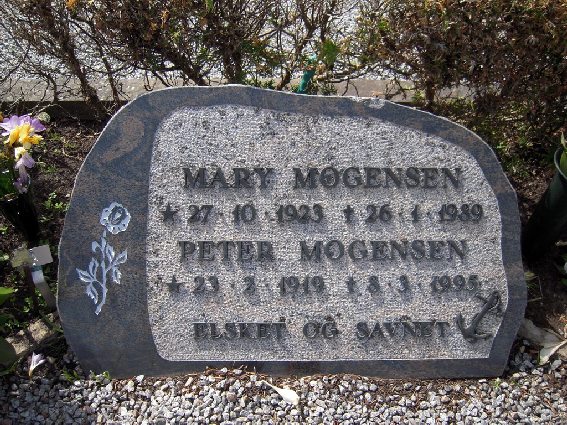 MARY MOGENSEN
★ 27·10·1923 ✝ 26·1·1989
PETER MOGENSEN
★ 23·2·1919 ✝ 8·3·1995
ELSKET OG SAVNET